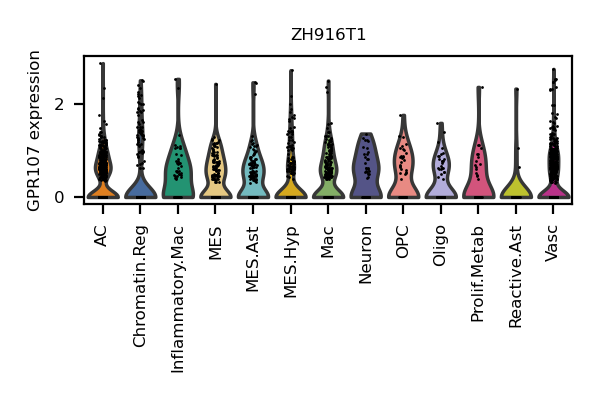 ZH916T1
GPR107 expression
2
0
AC
Chromatin.Reg
Inflammatory.Mac
MES
MES.Ast
MES.Hyp
Mac
Neuron
OPC
Oligo
Prolif.Metab
Reactive.Ast
Vasc